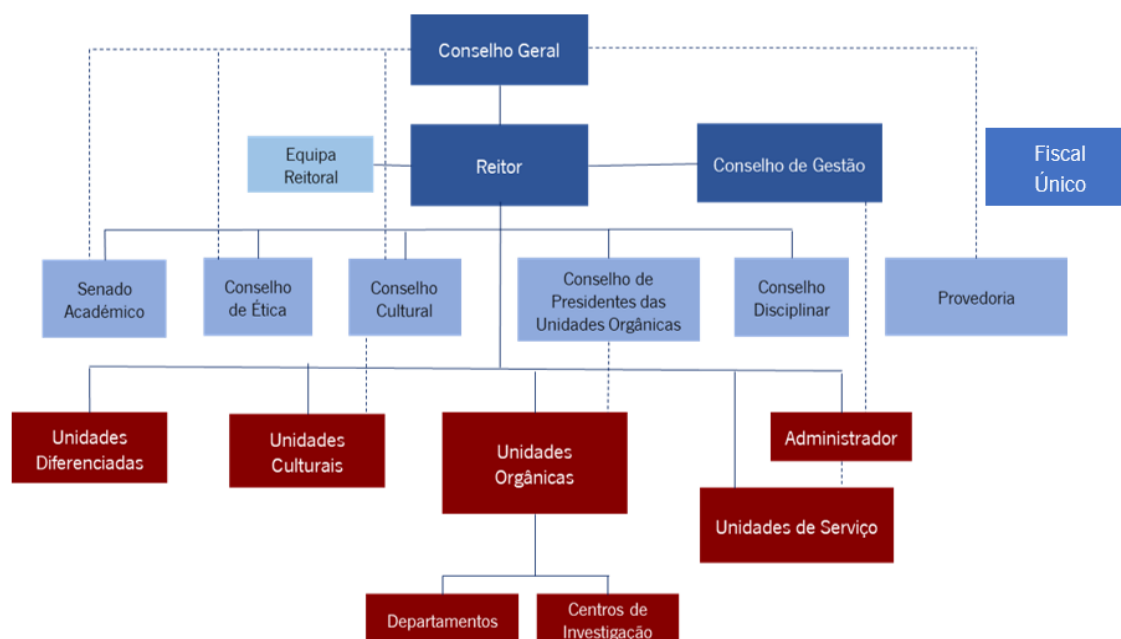 Conselho Geral
Equipa
Reitoral
Reitor
Conselho de Gestão
Fiscal
Único
Senado
Académico
Conselho
de Ética
Conselho
Cultural
Conselho de
Presidentes das
Unidades Orgânicas
Conselho
Disciplinar
Provedoria
Unidades
Diferenciadas
Unidades
Culturais
Unidades
Orgânicas
Administrador
Unidades de Serviço
Departamentos
Centros de
Investigação